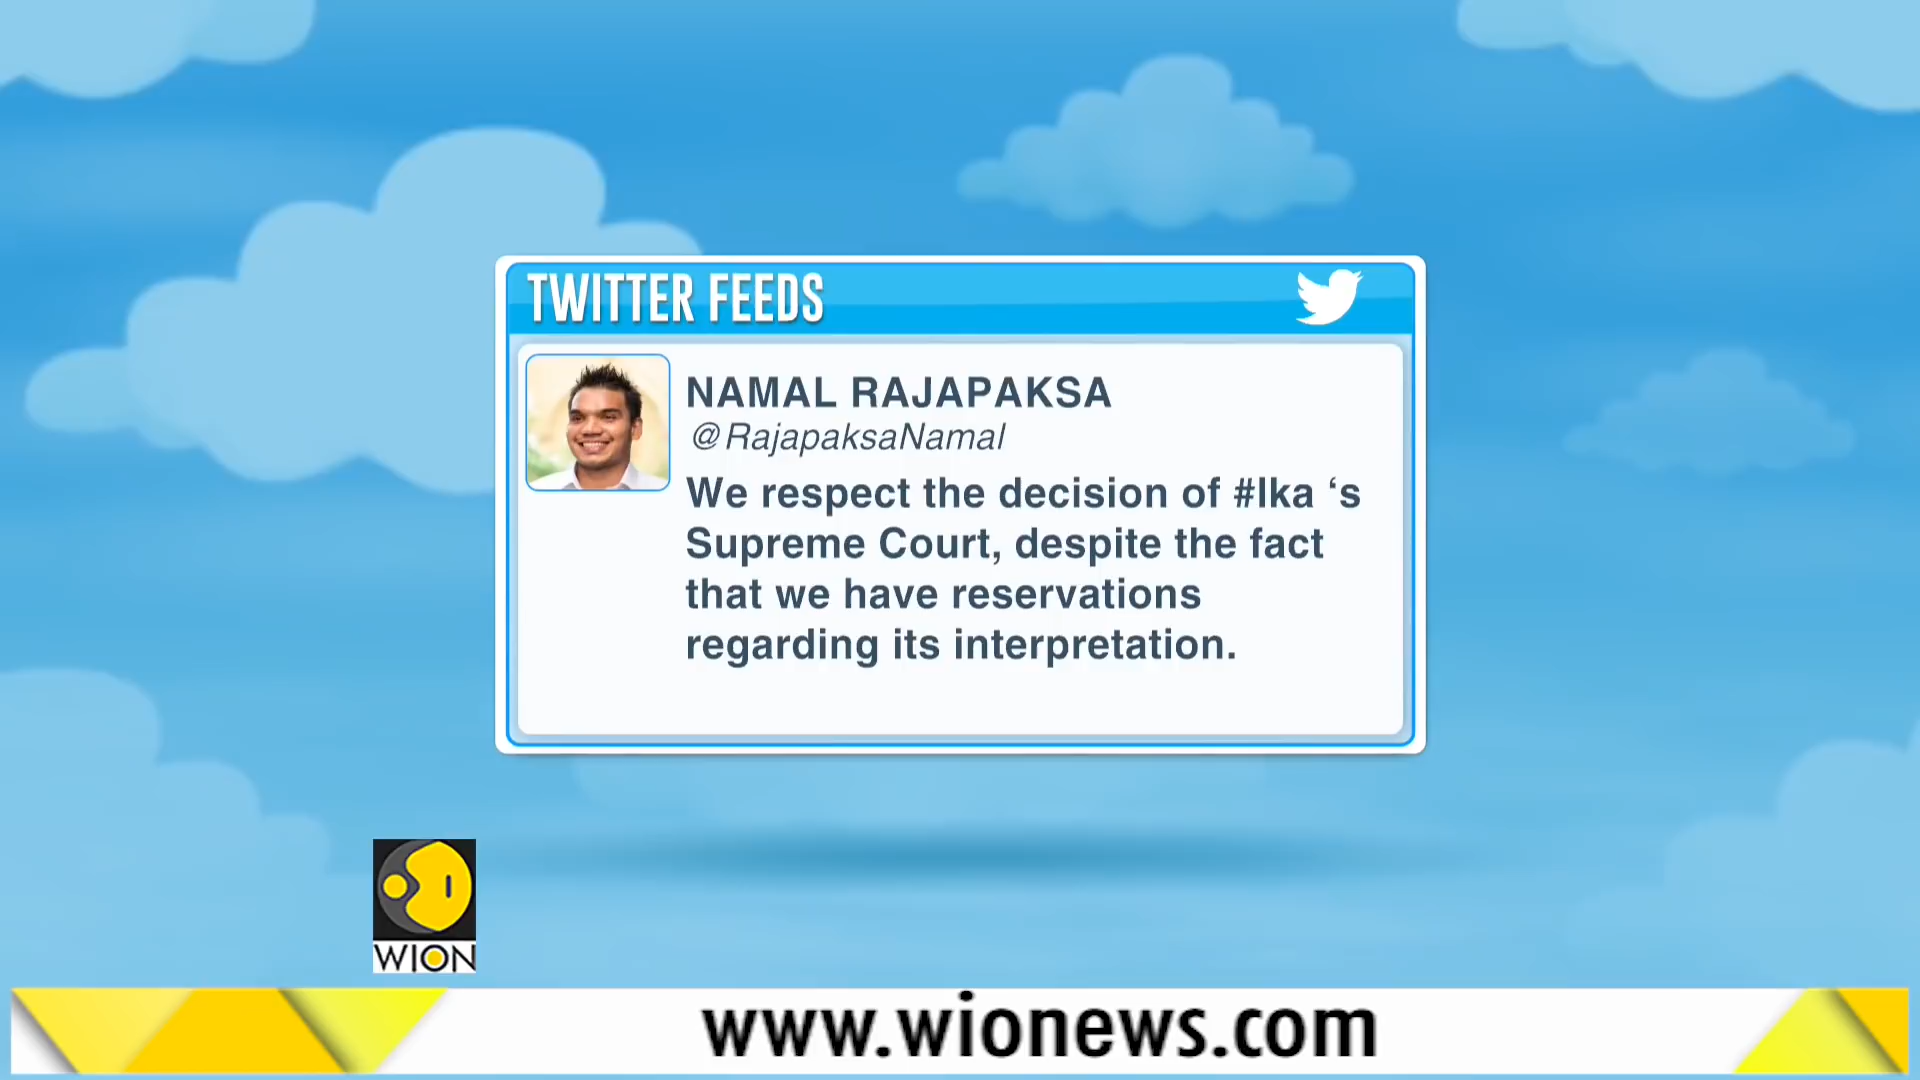 TWITTER FEEDS
NAMAL RAJAPAKSA
@RajapaksaNamal
We respect the decision of #lka ‘s
Supreme Court, despite the fact
that we have reservations
regarding its interpretation.
WION
www.wionews.com